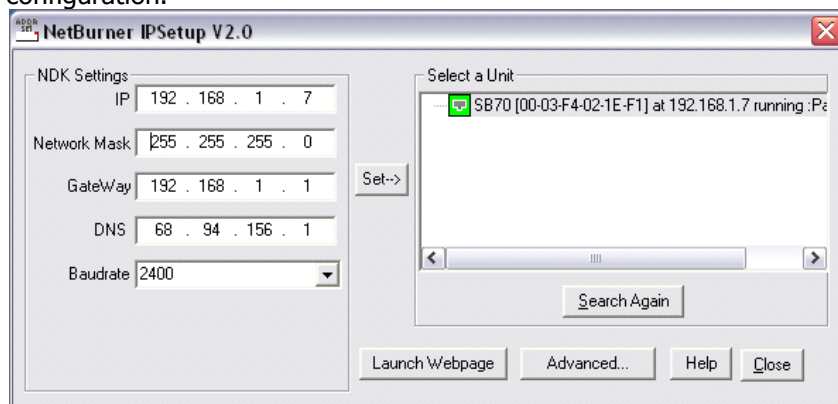 configuration.
ADDR
NetBurner IPSetup V2.0
NDK Settings
IP 192 . 168 . 1 . 7
Network Mask 255 . 255 . 255 . 0
GateWay 192 . 168 . 1 . 1
DNS 68 . 94 . 156 . 1
Baudrate 2400
Set-->
Select a Unit
SB70 [00-03-F4-02-1E-F1] at 192.168.1.7 running :Pa
Search Again
Launch Webpage Advanced... Help Close